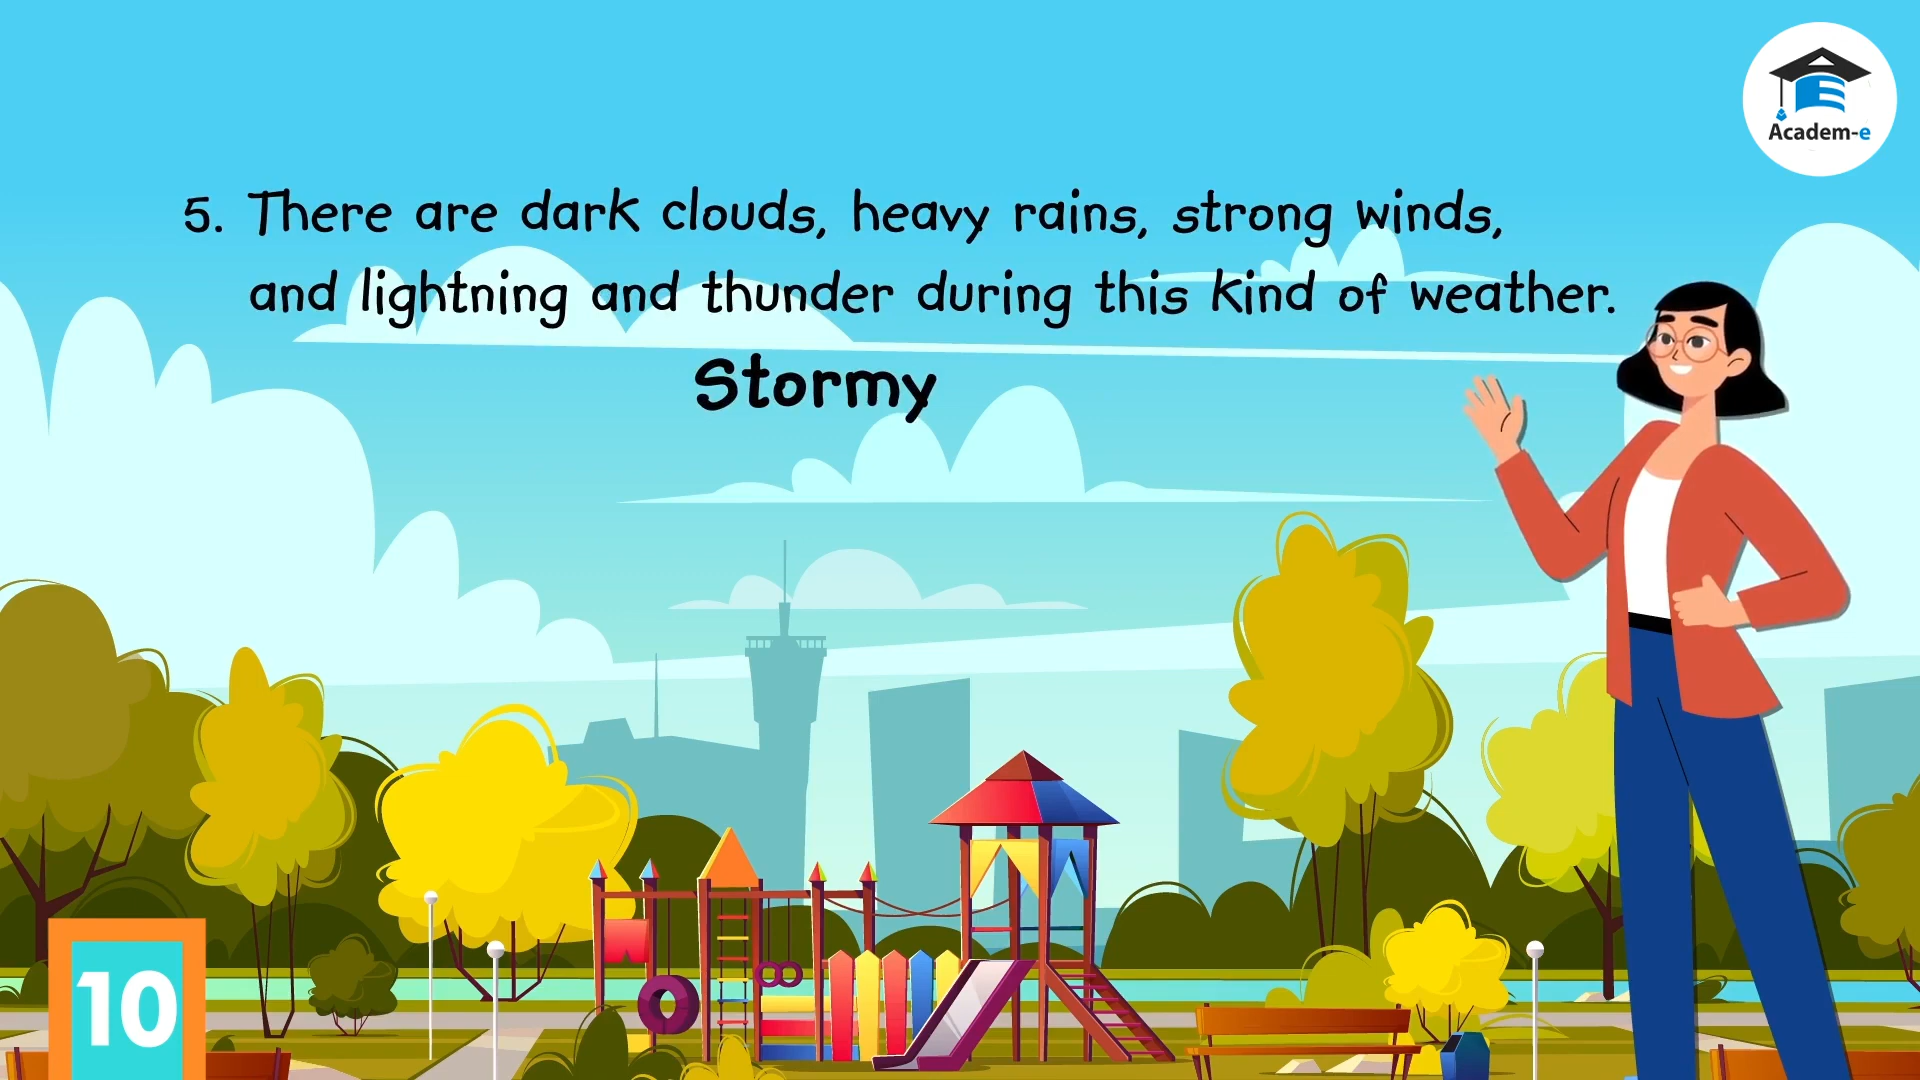 Academ-e
5. There are dark clouds, heavy rains, strong winds,
and lightning and thunder during this kind of weather.
Stormy
10